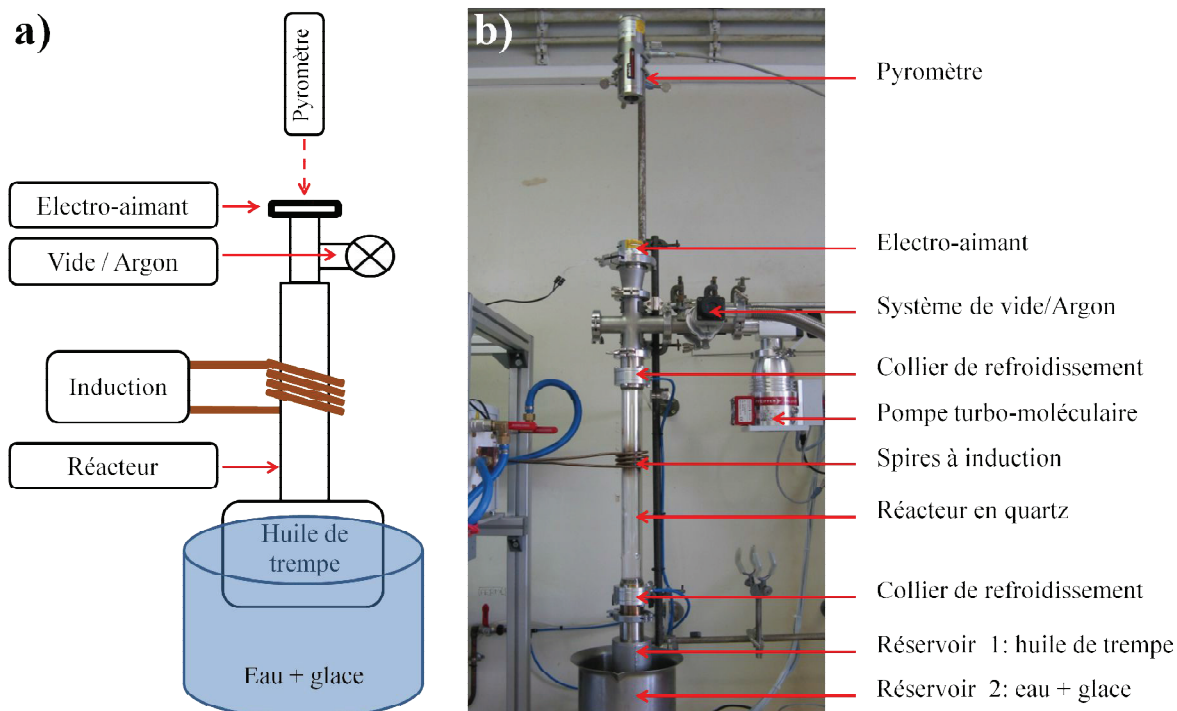 a)
Pyromètre
Electro-aimant
Vide / Argon
Induction
Réacteur
Huile de
trempe
Eau + glace
b)
Pyromètre
Electro-aimant
Système de vide/Argon
Collier de refroidissement
Pompe turbo-moléculaire
Spires à induction
Réacteur en quartz
Collier de refroidissement
Réservoir 1: huile de trempe
Réservoir 2: eau + glace